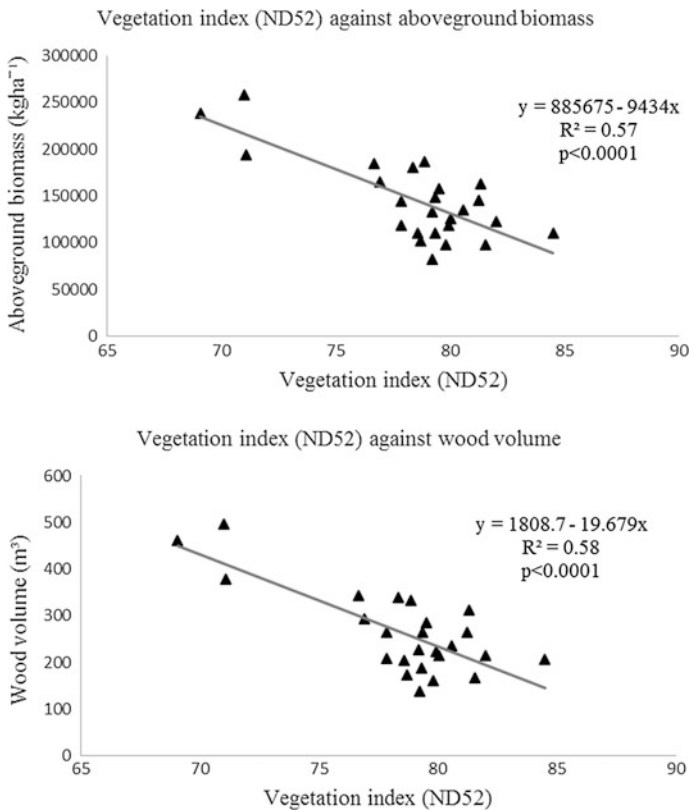 Vegetation index (ND52) against aboveground biomass
Aboveground biomass (kgha⁻¹)
300000
250000
200000
150000
100000
50000
0
y = 885675 - 9434x
R² = 0.57
p<0.0001
65 70 75 80 85 90
Vegetation index (ND52)
Vegetation index (ND52) against wood volume
Wood volume (m³)
600
500
400
300
200
100
0
y = 1808.7 - 19.679x
R² = 0.58
p<0.0001
65 70 75 80 85 90
Vegetation index (ND52)